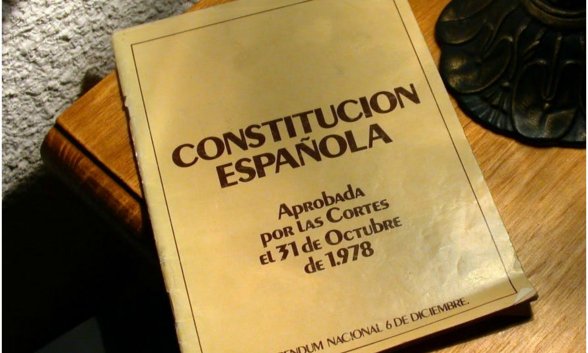 CONSTITUCION
ESPAÑOLA
Aprobada
por las Cortes
el 31 de Octubre
de 1.978
NACIONAL 6 DE DICIEMBRE.